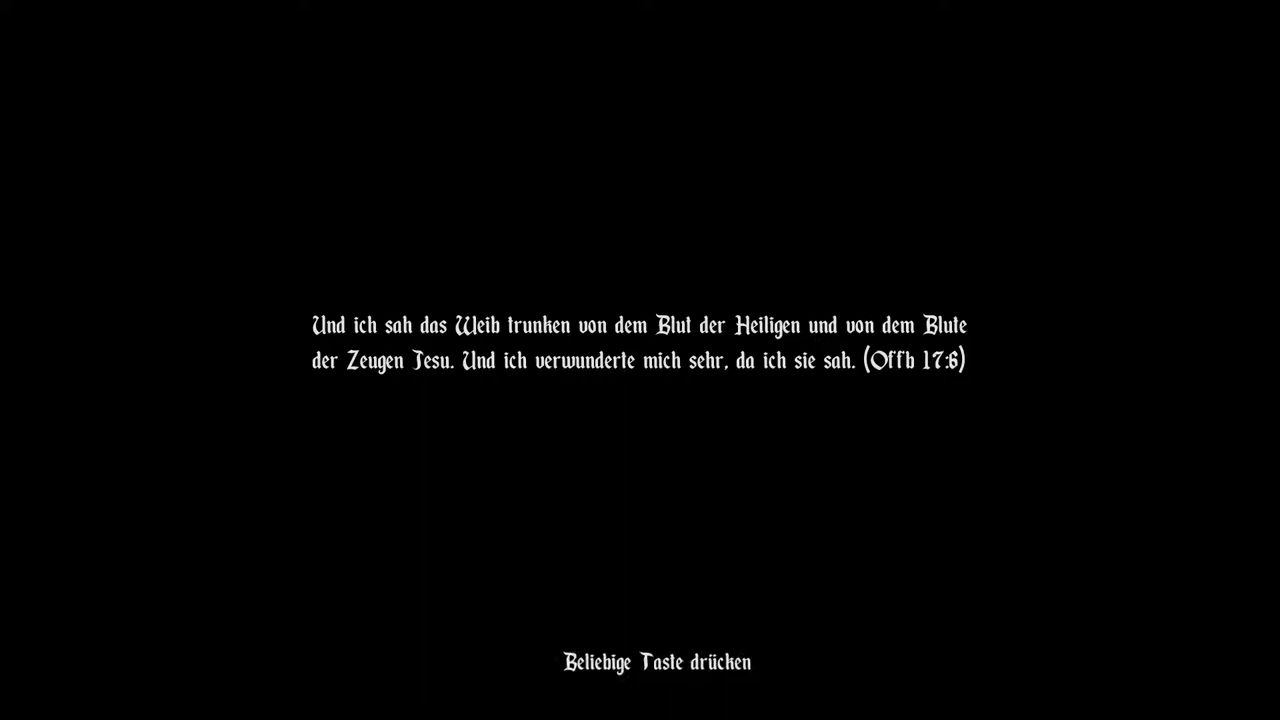 Und ich sah das Weib trunken von dem Blut der Heiligen und von dem Blute
der Zeugen Jesu. Und ich verwunderte mich sehr, da ich sie sah. (Offb 17:6)
Beliebige Taste drücken